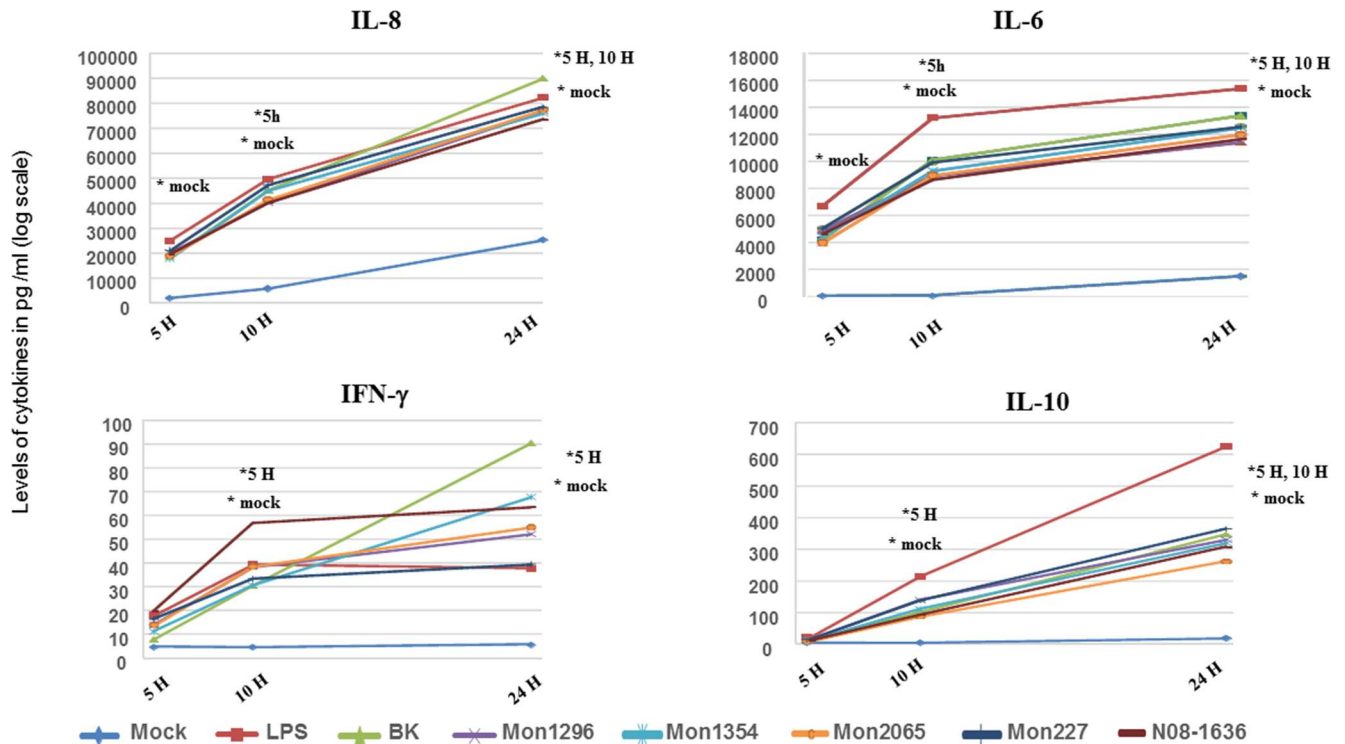 Levels of cytokines in pg /ml (log scale)
IL-8
100000
90000
80000
70000
60000
50000
40000
30000
20000
10000
0
* mock
*5h
* mock
*5 H, 10 H
* mock
5 H
10 H
24 H
IL-6
18000
16000
14000
12000
10000
8000
6000
4000
2000
0
* mock
*5h
* mock
*5 H, 10 H
* mock
5 H
10 H
24 H
IFN-γ
100
90
80
70
60
50
40
30
20
10
0
*5 H
* mock
*5 H
* mock
5 H
10 H
24 H
IL-10
700
600
500
400
300
200
100
0
*5 H
* mock
*5 H, 10 H
* mock
5 H
10 H
24 H
Mock LPS BK Mon1296 Mon1354 Mon2065 Mon227 N08-1636